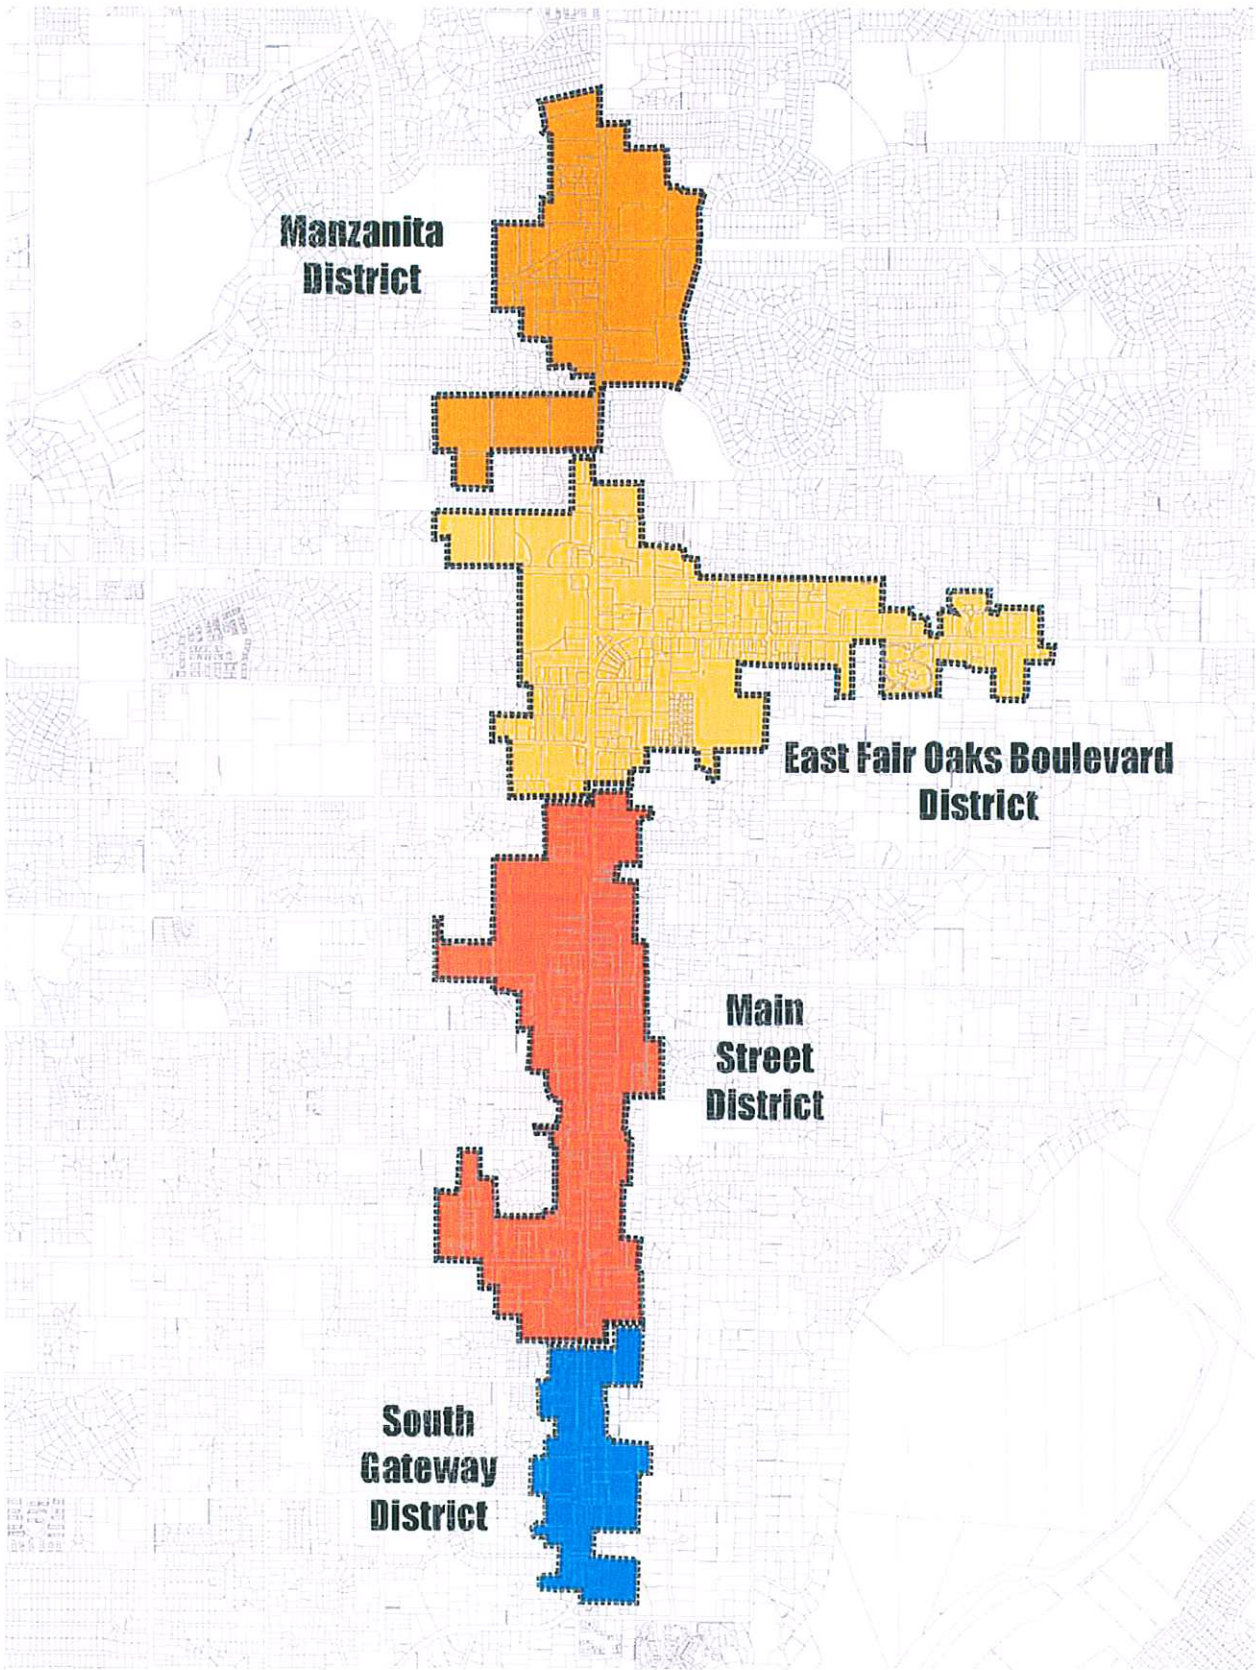 Manzanita
District
East Fair Oaks Boulevard
District
Main
Street
District
South
Gateway
District